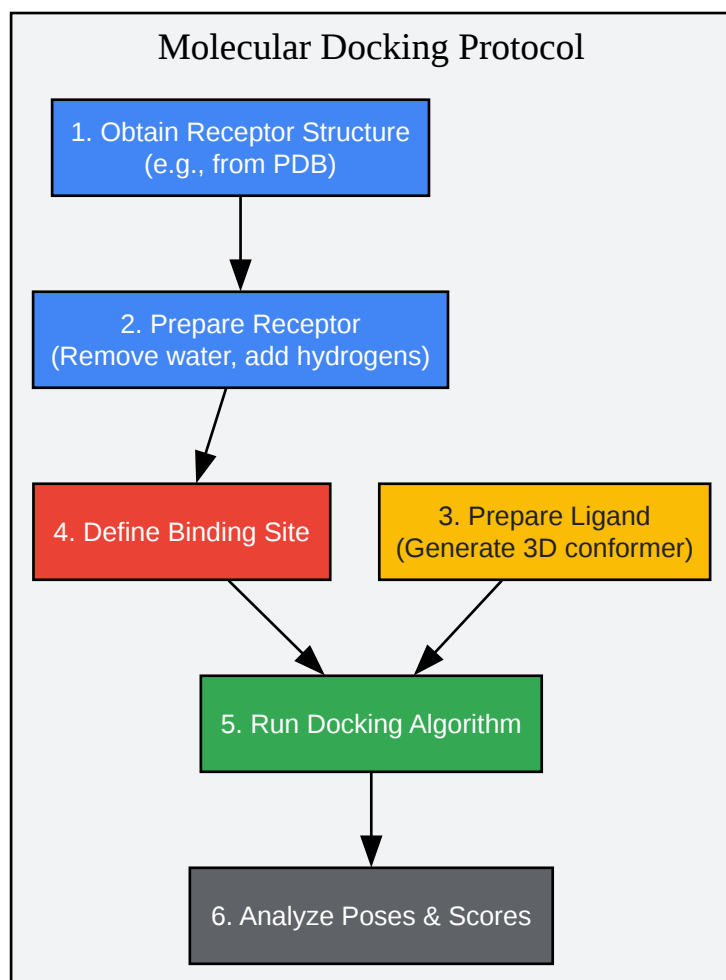 Molecular Docking Protocol
1. Obtain Receptor Structure
(e.g., from PDB)
2. Prepare Receptor
(Remove water, add hydrogens)
4. Define Binding Site
3. Prepare Ligand
(Generate 3D conformer)
5. Run Docking Algorithm
6. Analyze Poses & Scores